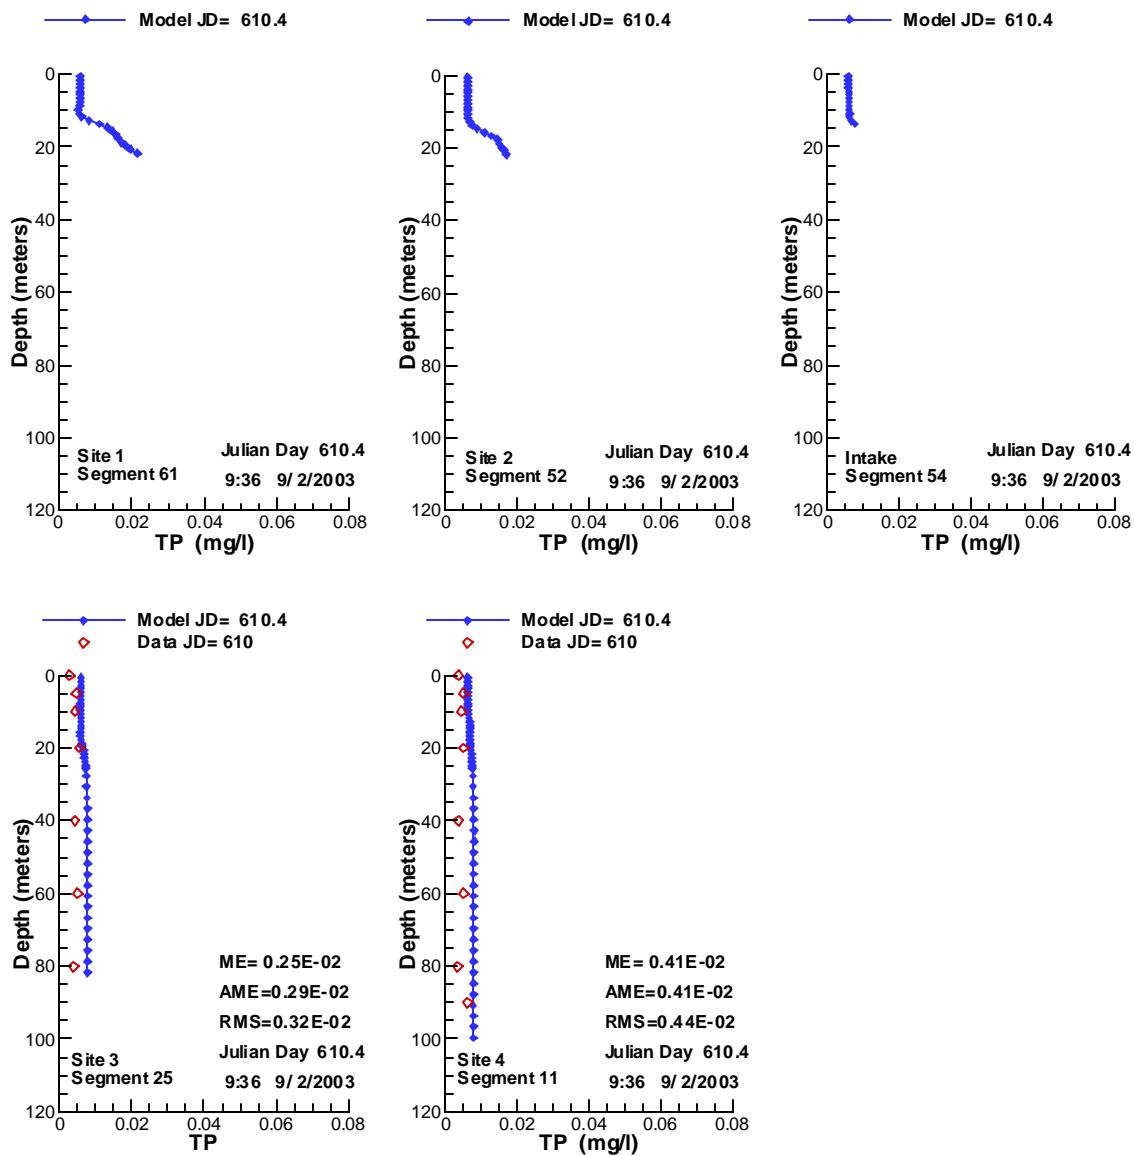 Model JD= 610.4
0
20
40
60
80
100
120
Depth (meters)
Site 1
Segment 61
Julian Day 610.4
9:36 9/ 2/2003
0 0.02 0.04 0.06 0.08
TP (mg/l)
Model JD= 610.4
0
20
40
60
80
100
120
Depth (meters)
Site 2
Segment 52
Julian Day 610.4
9:36 9/ 2/2003
0 0.02 0.04 0.06 0.08
TP (mg/l)
Model JD= 610.4
0
20
40
60
80
100
120
Depth (meters)
Intake
Segment 54
Julian Day 610.4
9:36 9/ 2/2003
0 0.02 0.04 0.06 0.08
TP (mg/l)
Model JD= 610.4
Data JD= 610
0
20
40
60
80
100
120
Depth (meters)
ME= 0.25E-02
AME=0.29E-02
RMS=0.32E-02
Site 3
Segment 25
Julian Day 610.4
9:36 9/ 2/2003
0 0.02 0.04 0.06 0.08
TP
Model JD= 610.4
Data JD= 610
0
20
40
60
80
100
120
Depth (meters)
ME= 0.41E-02
AME=0.41E-02
RMS=0.44E-02
Site 4
Segment 11
Julian Day 610.4
9:36 9/ 2/2003
0 0.02 0.04 0.06 0.08
TP (mg/l)